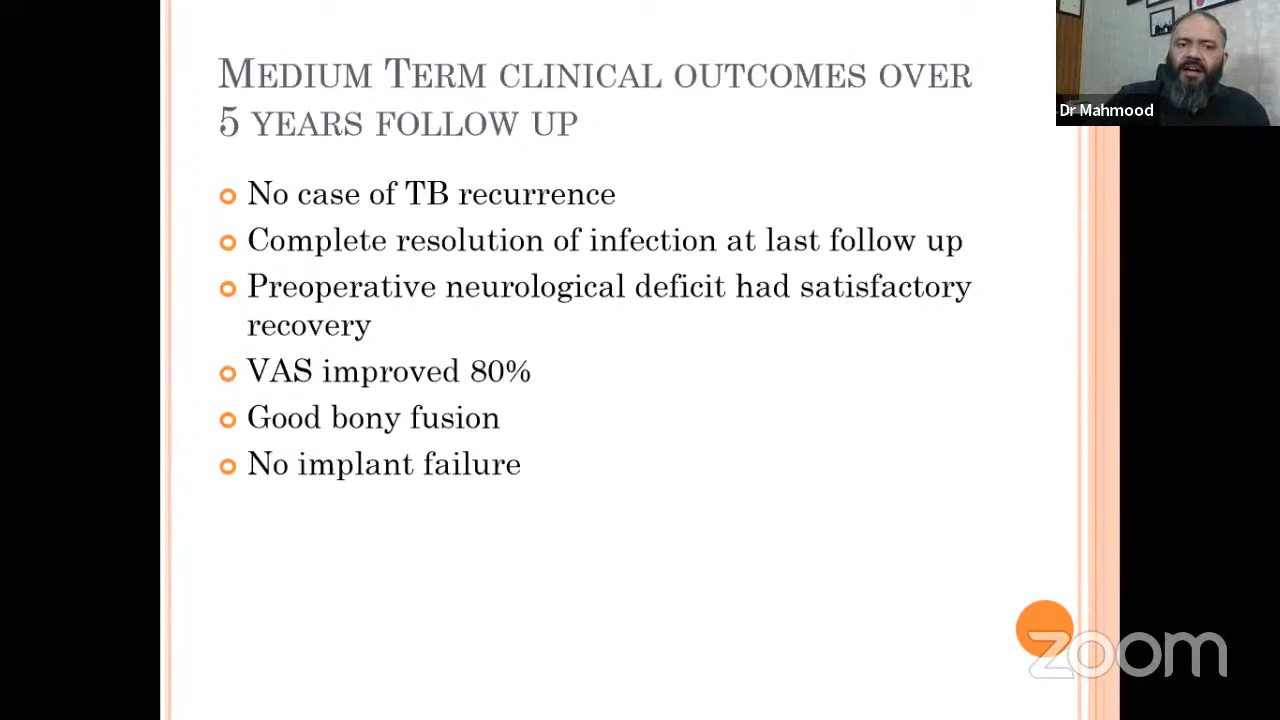 MEDIUM TERM CLINICAL OUTCOMES OVER
5 YEARS FOLLOW UP
No case of TB recurrence
Complete resolution of infection at last follow up
Preoperative neurological deficit had satisfactory
recovery
VAS improved 80%
Good bony fusion
No implant failure
Dr Mahmood
zoom